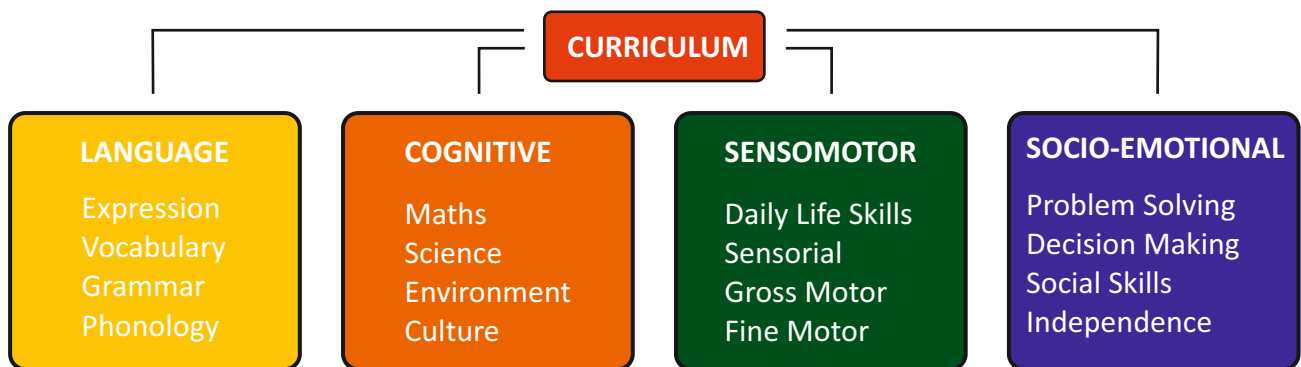 CURRICULUM
LANGUAGE
Expression
Vocabulary
Grammar
Phonology
COGNITIVE
Maths
Science
Environment
Culture
SENSOMOTOR
Daily Life Skills
Sensorial
Gross Motor
Fine Motor
SOCIO-EMOTIONAL
Problem Solving
Decision Making
Social Skills
Independence